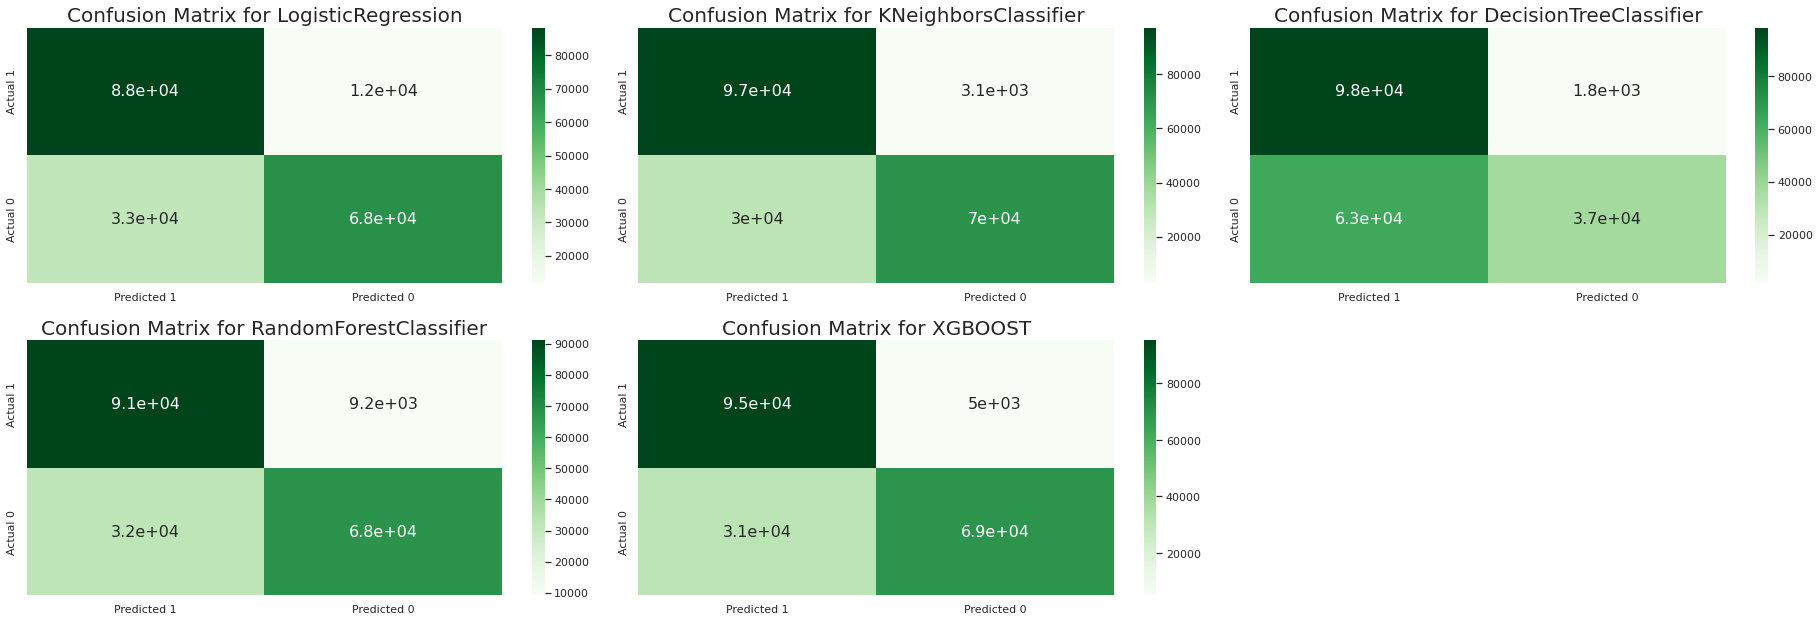 Confusion Matrix for LogisticRegression
Actual 1
8.8e+04
1.2e+04
Actual 0
3.3e+04
6.8e+04
Predicted 1
Predicted 0
80000
70000
60000
50000
40000
30000
20000
Confusion Matrix for KNeighborsClassifier
Actual 1
9.7e+04
3.1e+03
Actual 0
3e+04
7e+04
Predicted 1
Predicted 0
80000
60000
40000
20000
Confusion Matrix for DecisionTreeClassifier
Actual 1
9.8e+04
1.8e+03
Actual 0
6.3e+04
3.7e+04
Predicted 1
Predicted 0
80000
60000
40000
20000
Confusion Matrix for RandomForestClassifier
Actual 1
9.1e+04
9.2e+03
Actual 0
3.2e+04
6.8e+04
Predicted 1
Predicted 0
90000
80000
70000
60000
50000
40000
30000
20000
10000
Confusion Matrix for XGBOOST
Actual 1
9.5e+04
5e+03
Actual 0
3.1e+04
6.9e+04
Predicted 1
Predicted 0
80000
60000
40000
20000